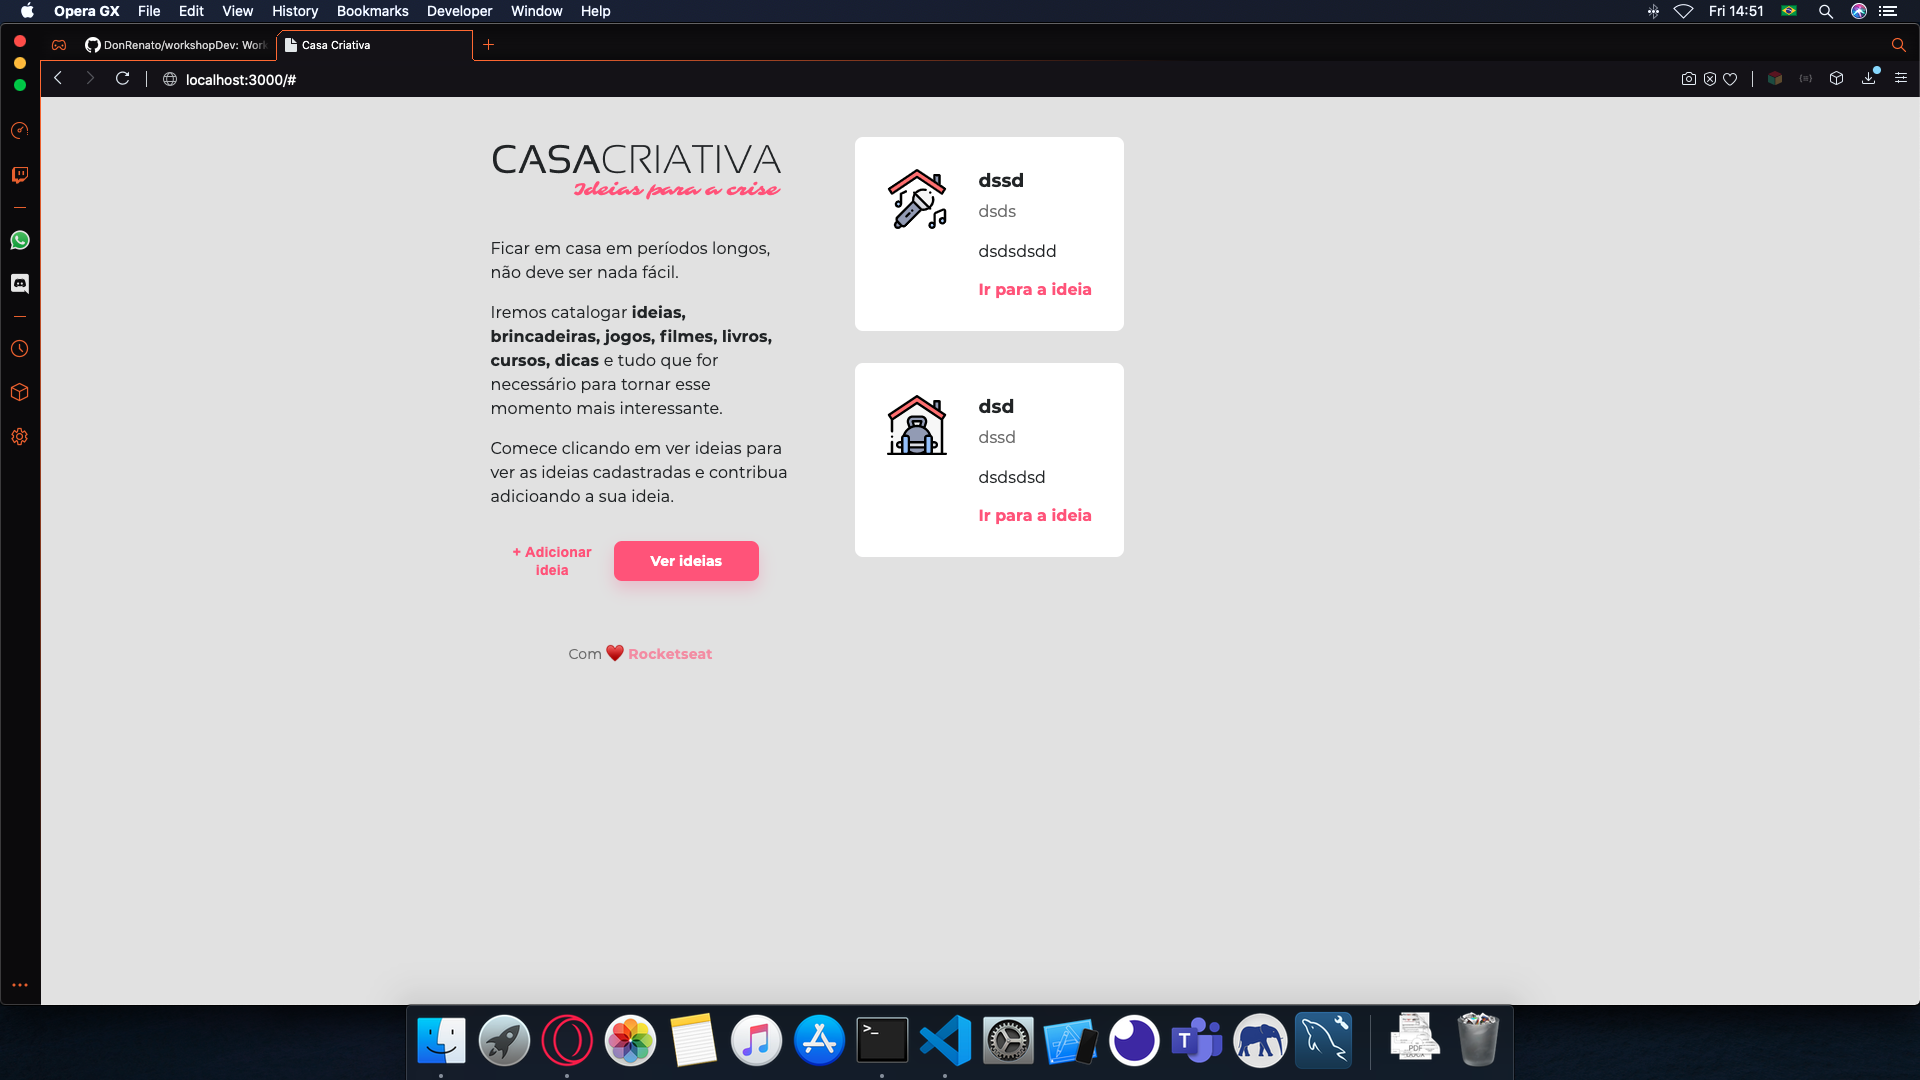 Opera GX File Edit View History Bookmarks Developer Window Help Fri 14:51
DonRenato/workshopDev: Work Casa Criativa
localhost:3000/#
CASACRIATIVA
Ideias para a crise
Ficar em casa em períodos longos,
não deve ser nada fácil.
Iremos catalogar ideias,
brincadeiras, jogos, filmes, livros,
cursos, dicas e tudo que for
necessário para tornar esse
momento mais interessante.
Comece clicando em ver ideias para
ver as ideias cadastradas e contribua
adicioando a sua ideia.
+ Adicionar
ideia
Ver ideias
Com ♥ Rocketseat
dssd
dsds
dsdsdsdd
Ir para a ideia
dsd
dssd
dsdsdsd
Ir para a ideia
>_
T
PDF
DOCX